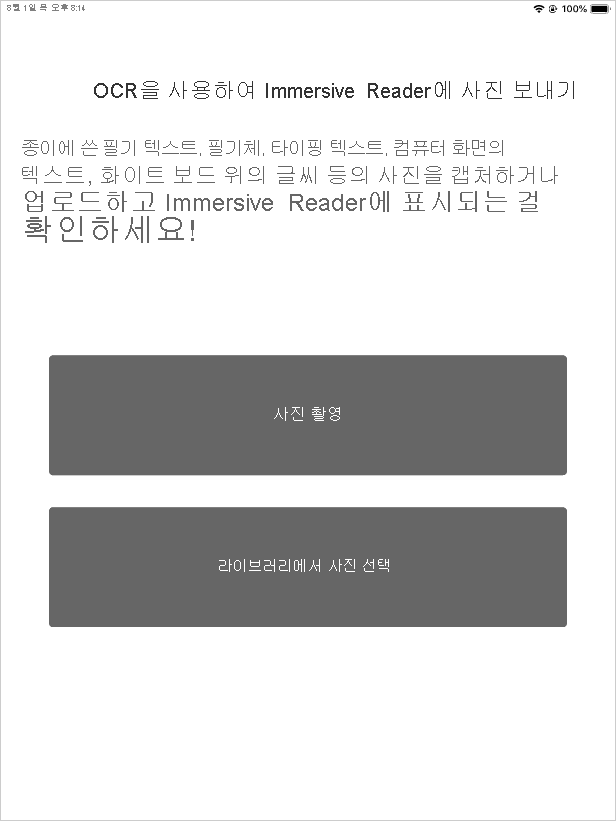 8월 1일 목 오후 8:14
100%
OCR을 사용하여 Immersive Reader에 사진 보내기
종이에 쓴 필기 텍스트, 필기체, 타이핑 텍스트, 컴퓨터 화면의
텍스트, 화이트 보드 위의 글씨 등의 사진을 캡처하거나
업로드하고 Immersive Reader에 표시되는 걸
확인하세요!
사진 촬영
라이브러리에서 사진 선택